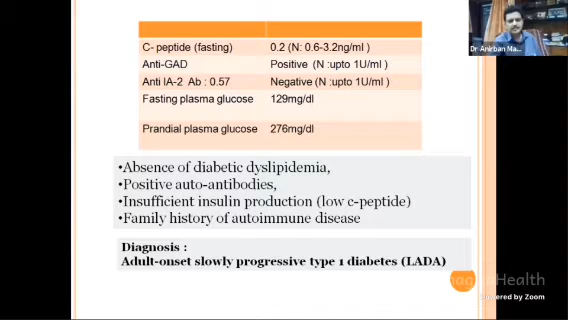 Dr Anirban Ma...
C- peptide (fasting) 0.2 (N: 0.6-3.2ng/ml )
Anti-GAD Positive (N :upto 1U/ml )
Anti IA-2 Ab : 0.57 Negative (N :upto 1U/ml )
Fasting plasma glucose 129mg/dl
Prandial plasma glucose 276mg/dl
•Absence of diabetic dyslipidemia,
•Positive auto-antibodies,
•Insufficient insulin production (low c-peptide)
•Family history of autoimmune disease
Diagnosis :
Adult-onset slowly progressive type 1 diabetes (LADA)
Health
Powered by Zoom